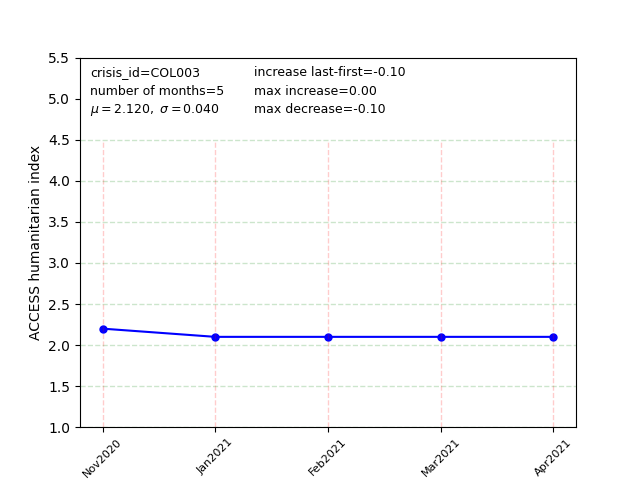 crisis_id=COL003
number of months=5
μ = 2.120, σ = 0.040
increase last-first=-0.10
max increase=0.00
max decrease=-0.10
ACCESS humanitarian index
5.5
5.0
4.5
4.0
3.5
3.0
2.5
2.0
1.5
1.0
Nov2020
Jan2021
Feb2021
Mar2021
Apr2021